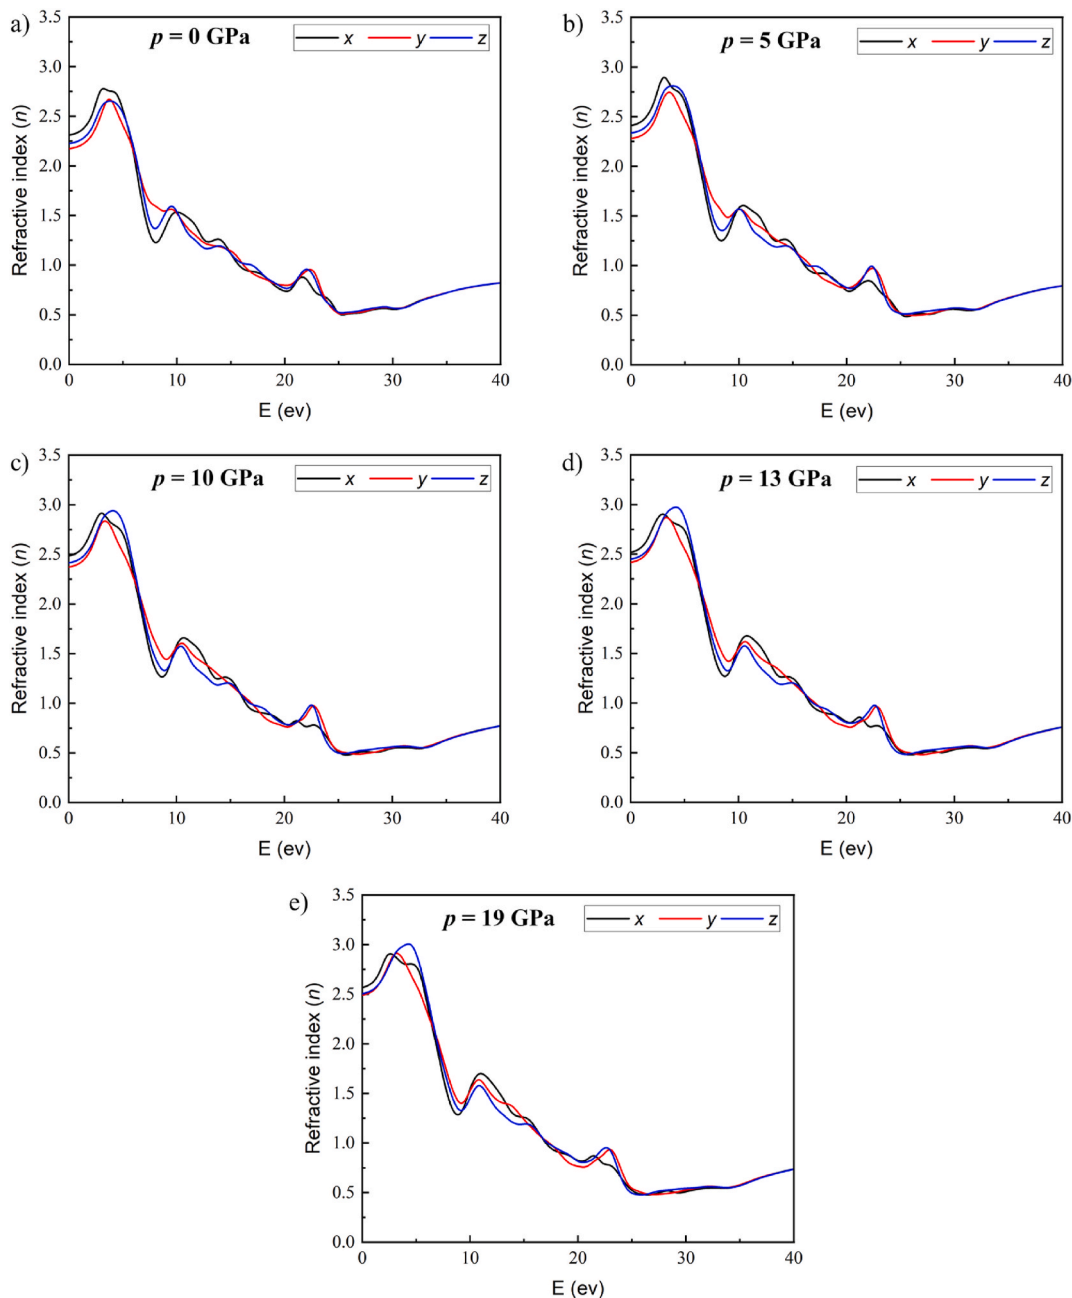 a)
p = 0 GPa
x y z
Refractive index (n)
3.5
3.0
2.5
2.0
1.5
1.0
0.5
0.0
0 10 20 30 40
E (ev)
b)
p = 5 GPa
x y z
Refractive index (n)
3.5
3.0
2.5
2.0
1.5
1.0
0.5
0.0
0 10 20 30 40
E (ev)
c)
p = 10 GPa
x y z
Refractive index (n)
3.5
3.0
2.5
2.0
1.5
1.0
0.5
0.0
0 10 20 30 40
E (ev)
d)
p = 13 GPa
x y z
Refractive index (n)
3.5
3.0
2.5
2.0
1.5
1.0
0.5
0.0
0 10 20 30 40
E (ev)
e)
p = 19 GPa
x y z
Refractive index (n)
3.5
3.0
2.5
2.0
1.5
1.0
0.5
0.0
0 10 20 30 40
E (ev)